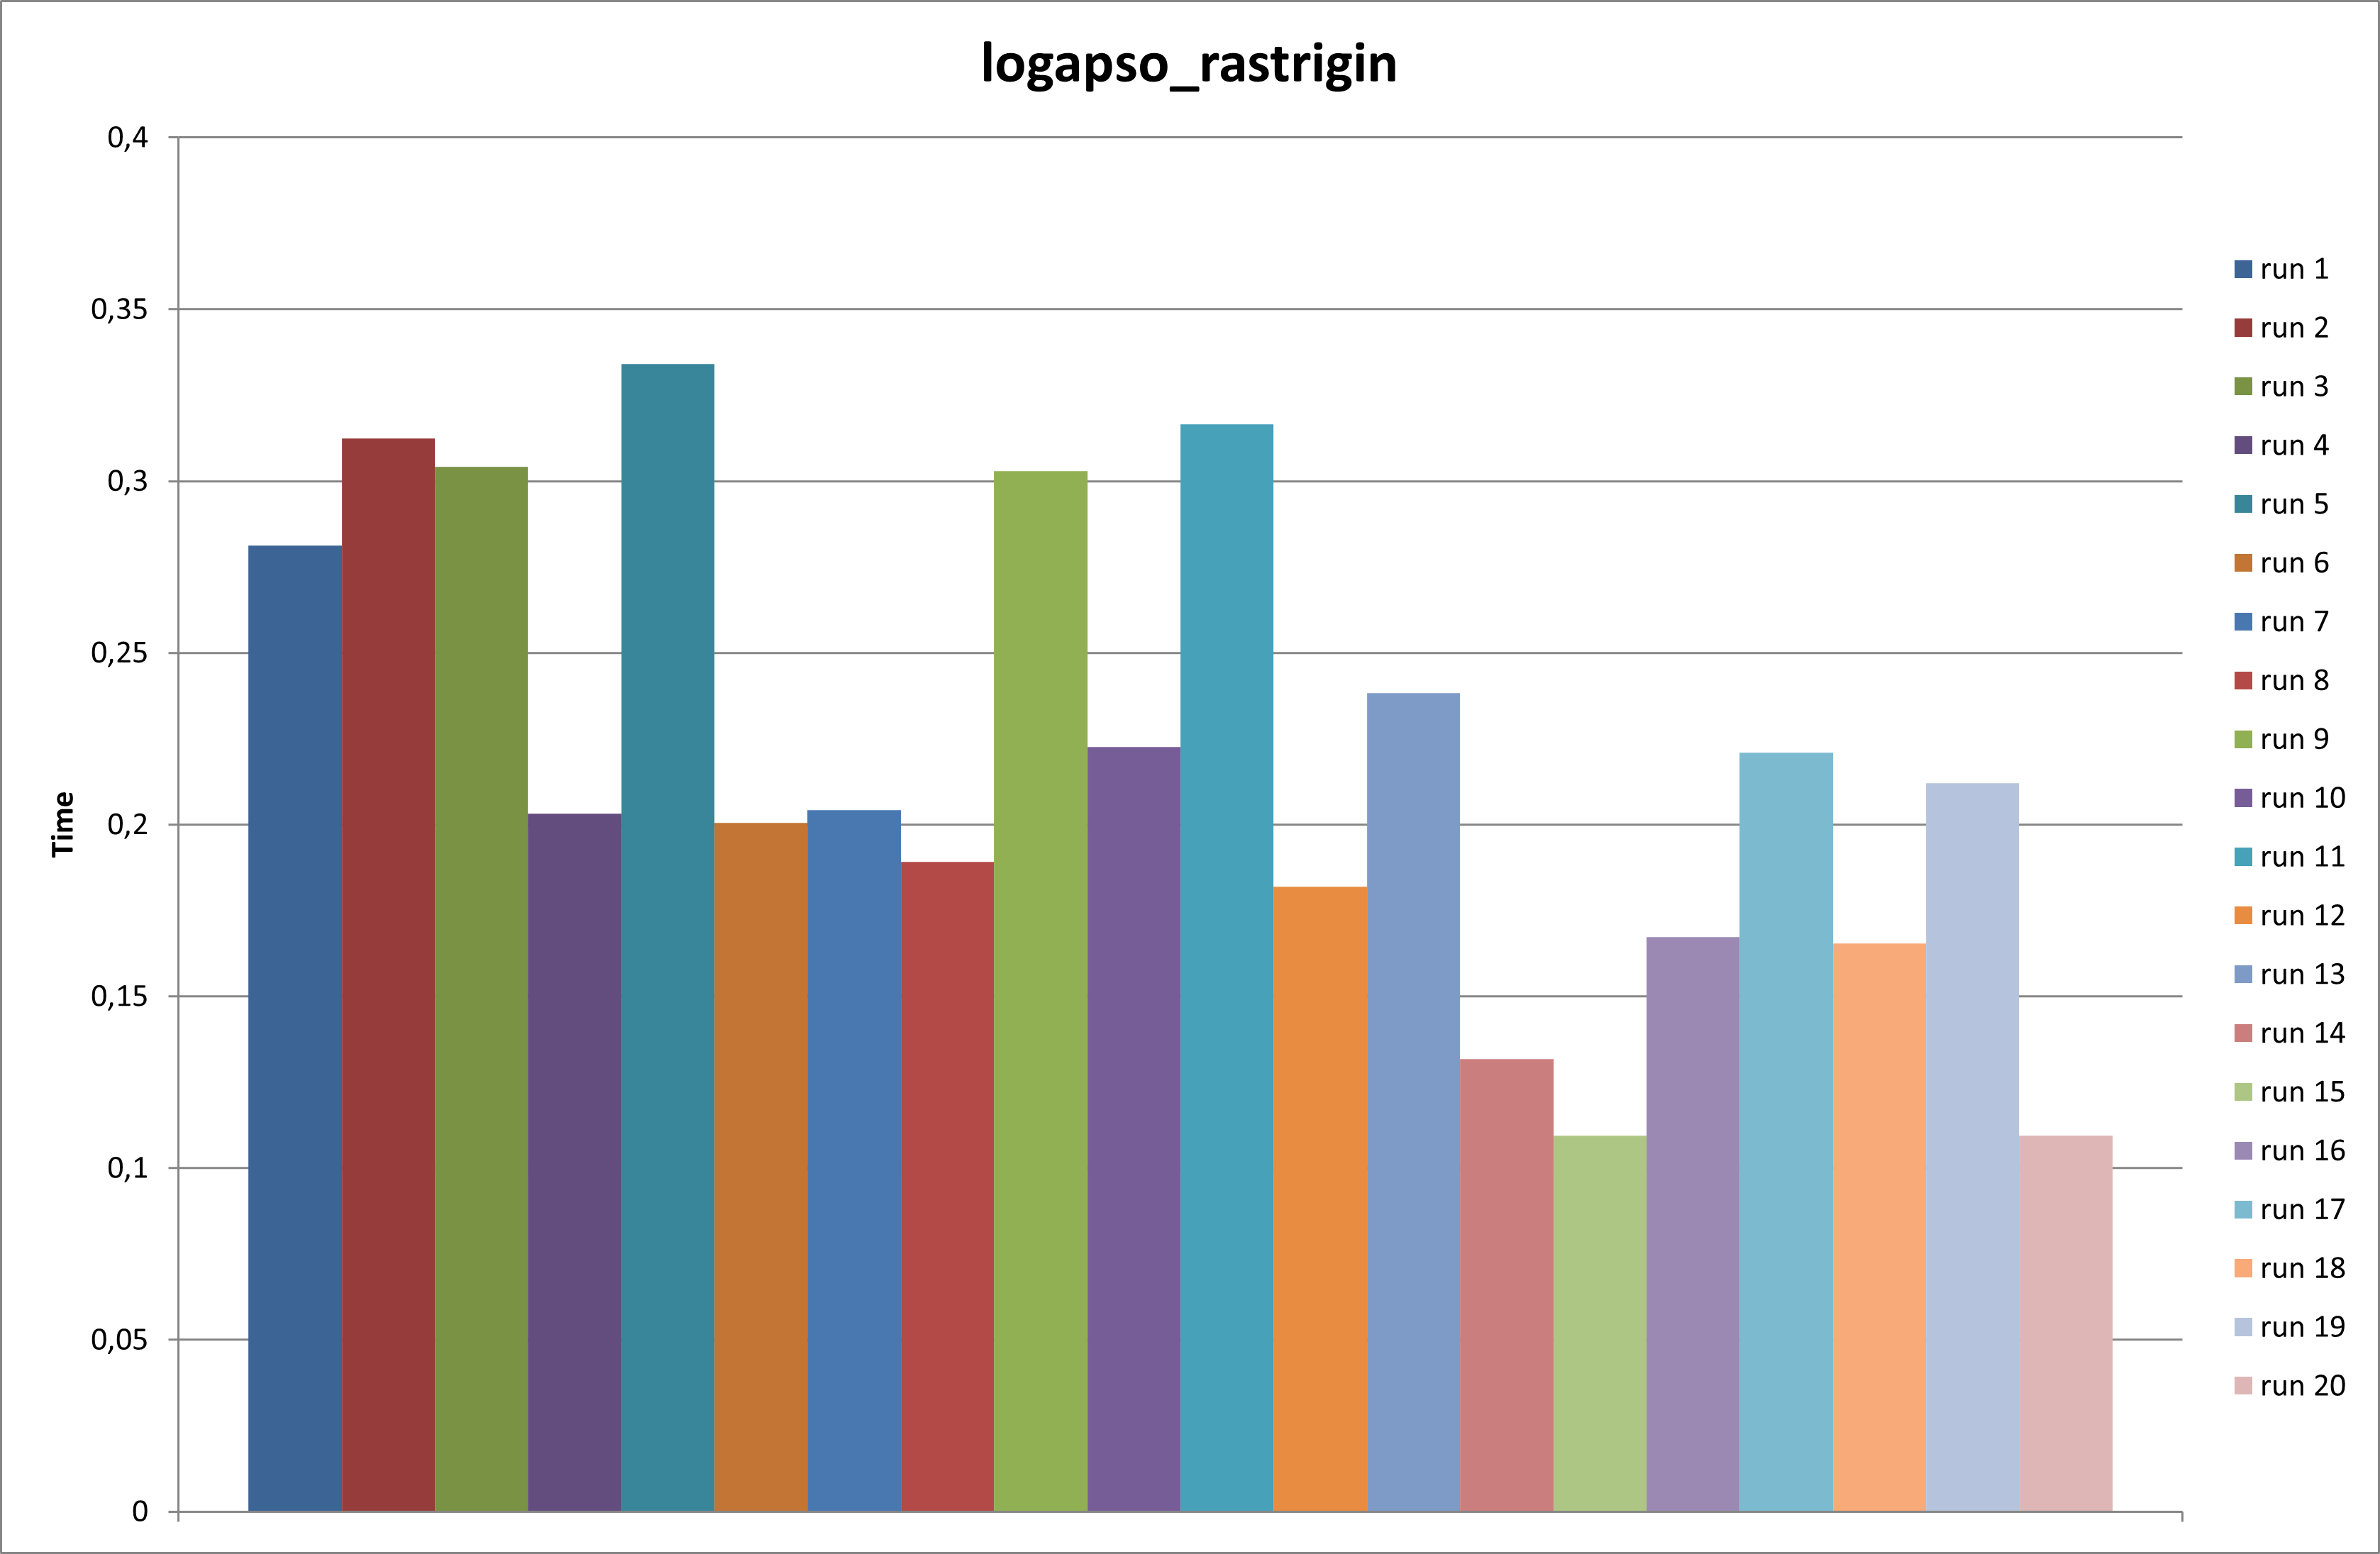 logapso_rastrigin
0,4
0,35
0,3
0,25
0,2
0,15
0,1
0,05
0
Time
run 1
run 2
run 3
run 4
run 5
run 6
run 7
run 8
run 9
run 10
run 11
run 12
run 13
run 14
run 15
run 16
run 17
run 18
run 19
run 20